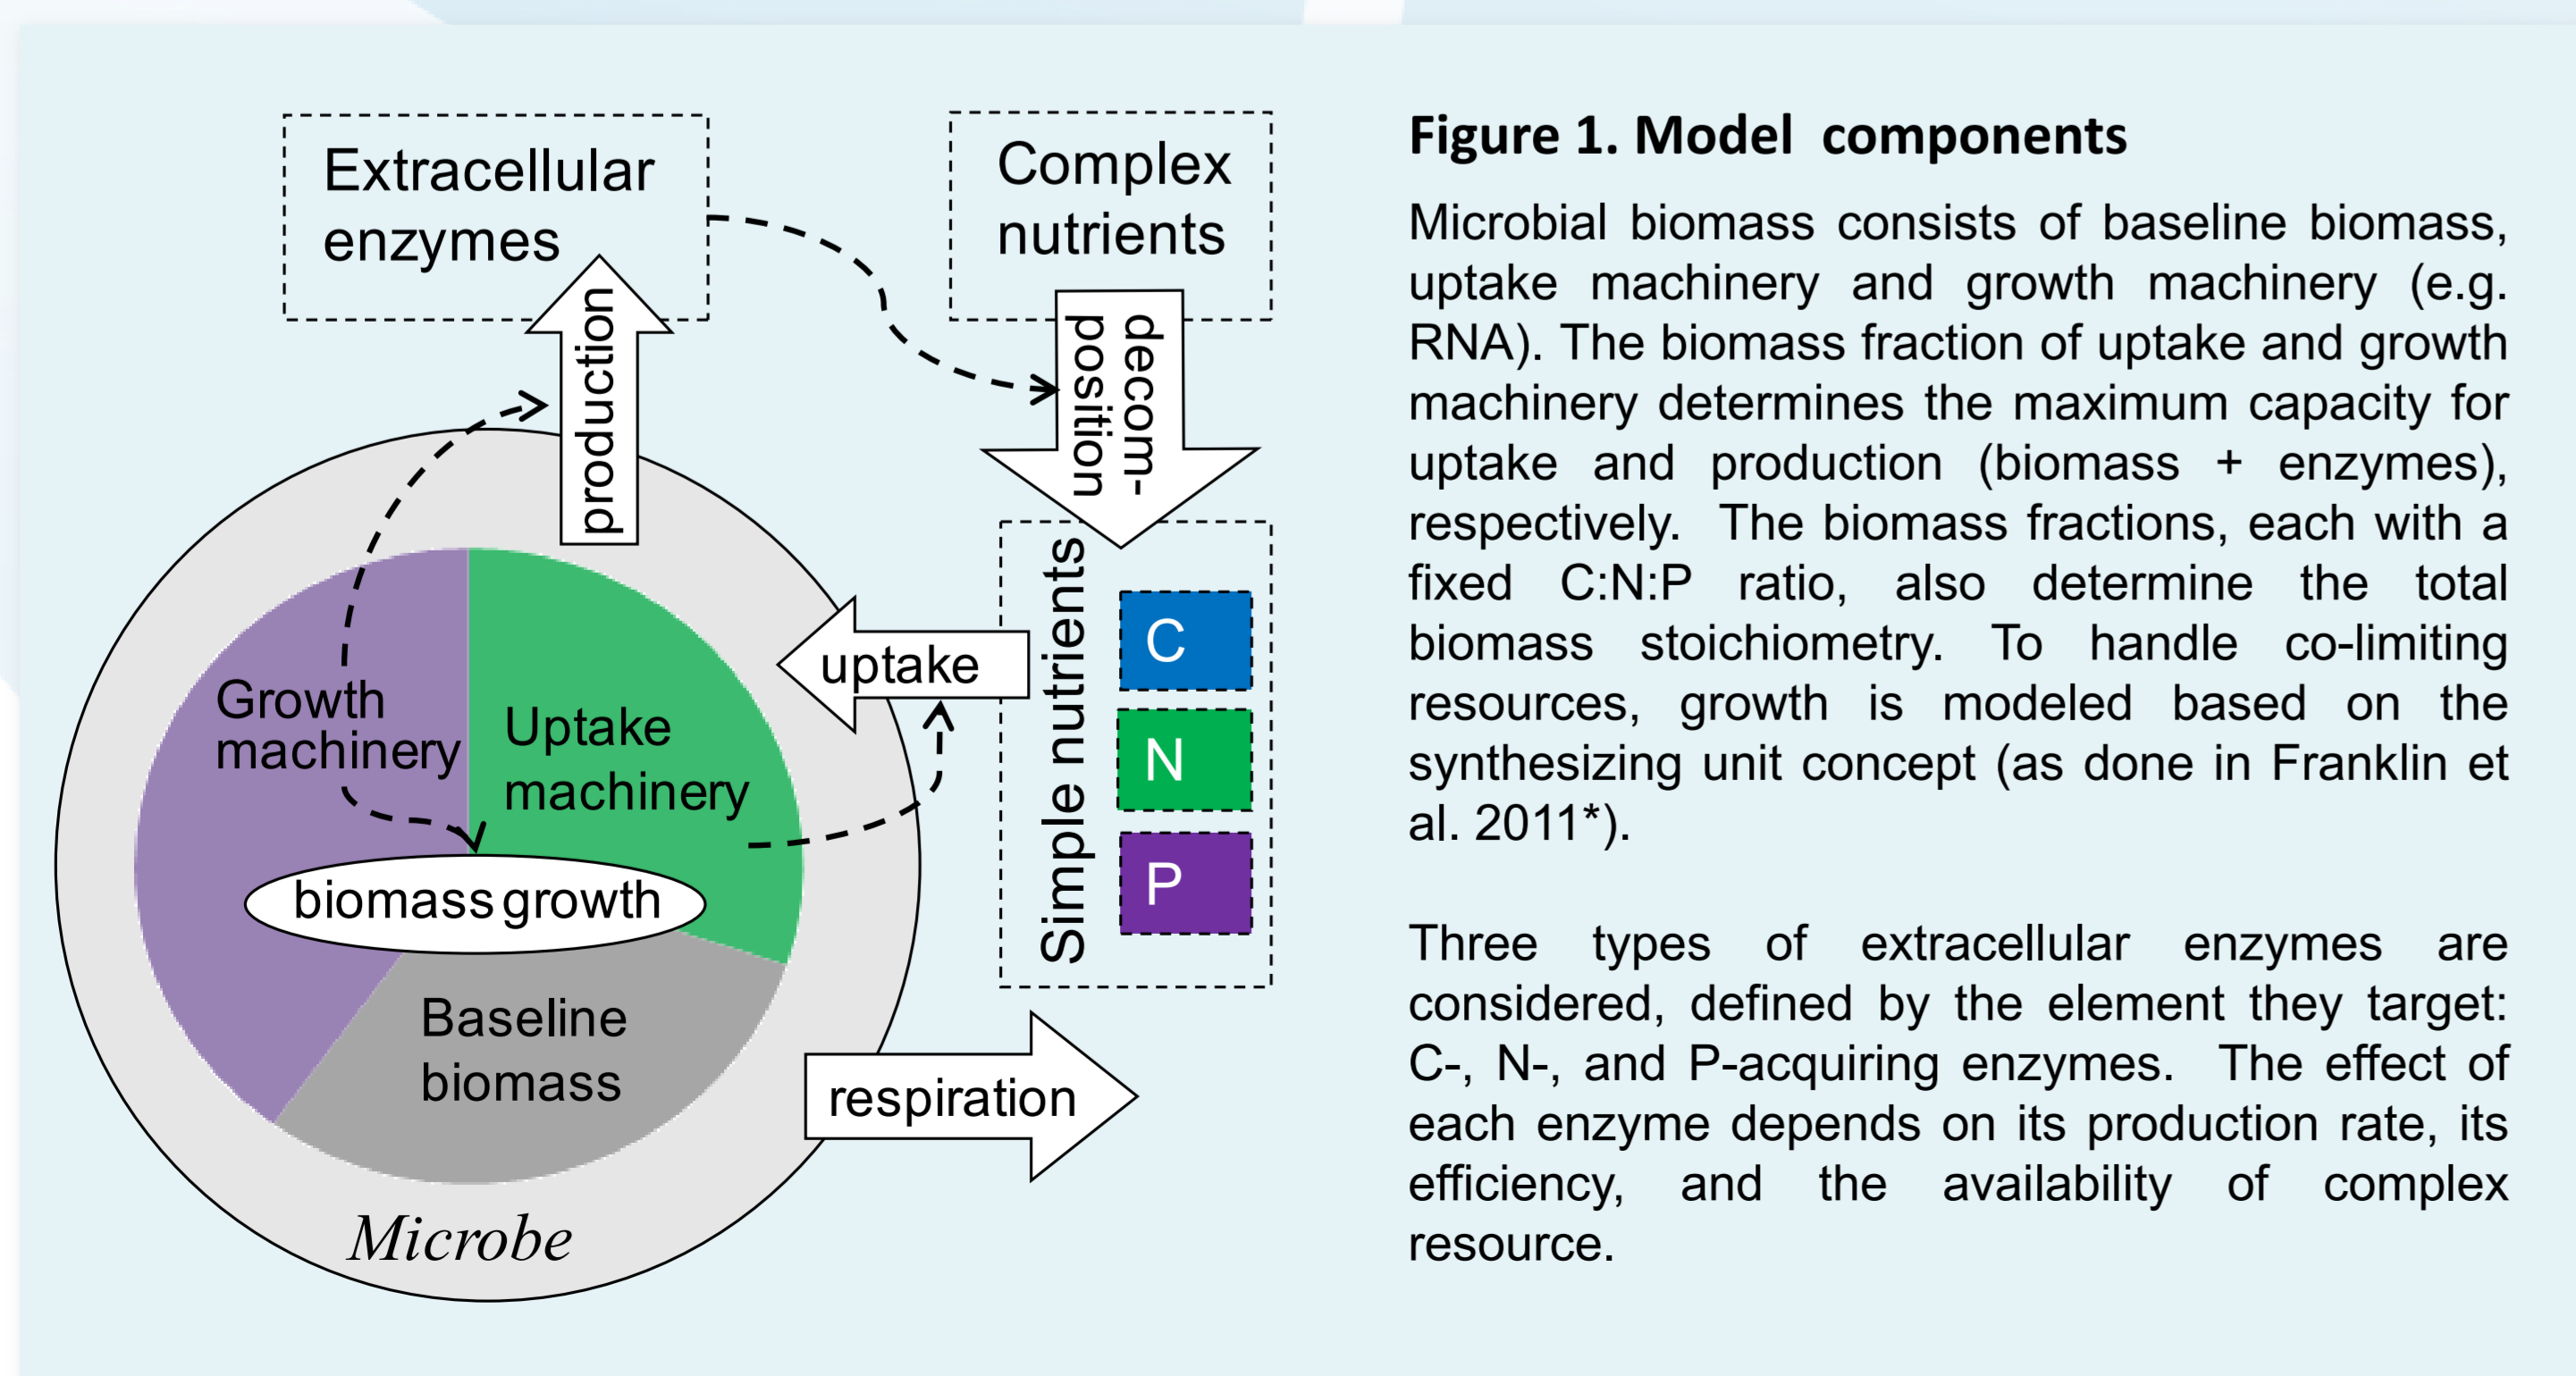 Extracellular
enzymes
Complex
nutrients
production
decom-
position
Growth
machinery
Uptake
machinery
uptake
Simple nutrients
C
N
P
biomass growth
Baseline
biomass
respiration
Microbe
Figure 1. Model components
Microbial biomass consists of baseline biomass,
uptake machinery and growth machinery (e.g.
RNA). The biomass fraction of uptake and growth
machinery determines the maximum capacity for
uptake and production (biomass + enzymes),
respectively. The biomass fractions, each with a
fixed C:N:P ratio, also determine the total
biomass stoichiometry. To handle co-limiting
resources, growth is modeled based on the
synthesizing unit concept (as done in Franklin et
al. 2011*).
Three types of extracellular enzymes are
considered, defined by the element they target:
C-, N-, and P-acquiring enzymes. The effect of
each enzyme depends on its production rate, its
efficiency, and the availability of complex
resource.